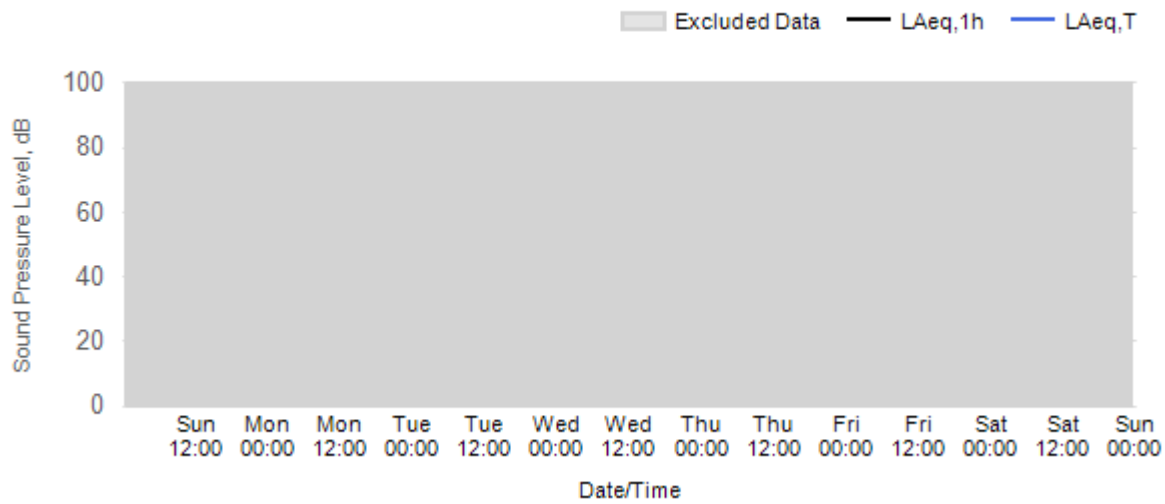 Excluded Data LAeq,1h LAeq,T
Sound Pressure Level, dB
100
80
60
40
20
0
Sun Mon Mon Tue Tue Wed Wed Thu Thu Fri Fri Sat Sat Sun
12:00 00:00 12:00 00:00 12:00 00:00 12:00 00:00 12:00 00:00 12:00 00:00 12:00 00:00
Date/Time